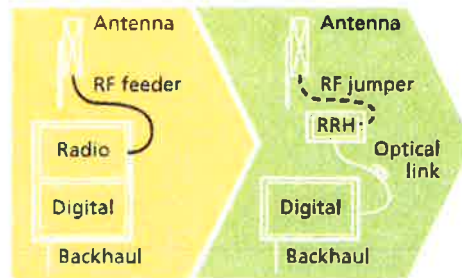 Antenna
RF feeder
Radio
Digital
Backhaul
Antenna
RF jumper
RRH
Optical
link
Digital
Backhaul